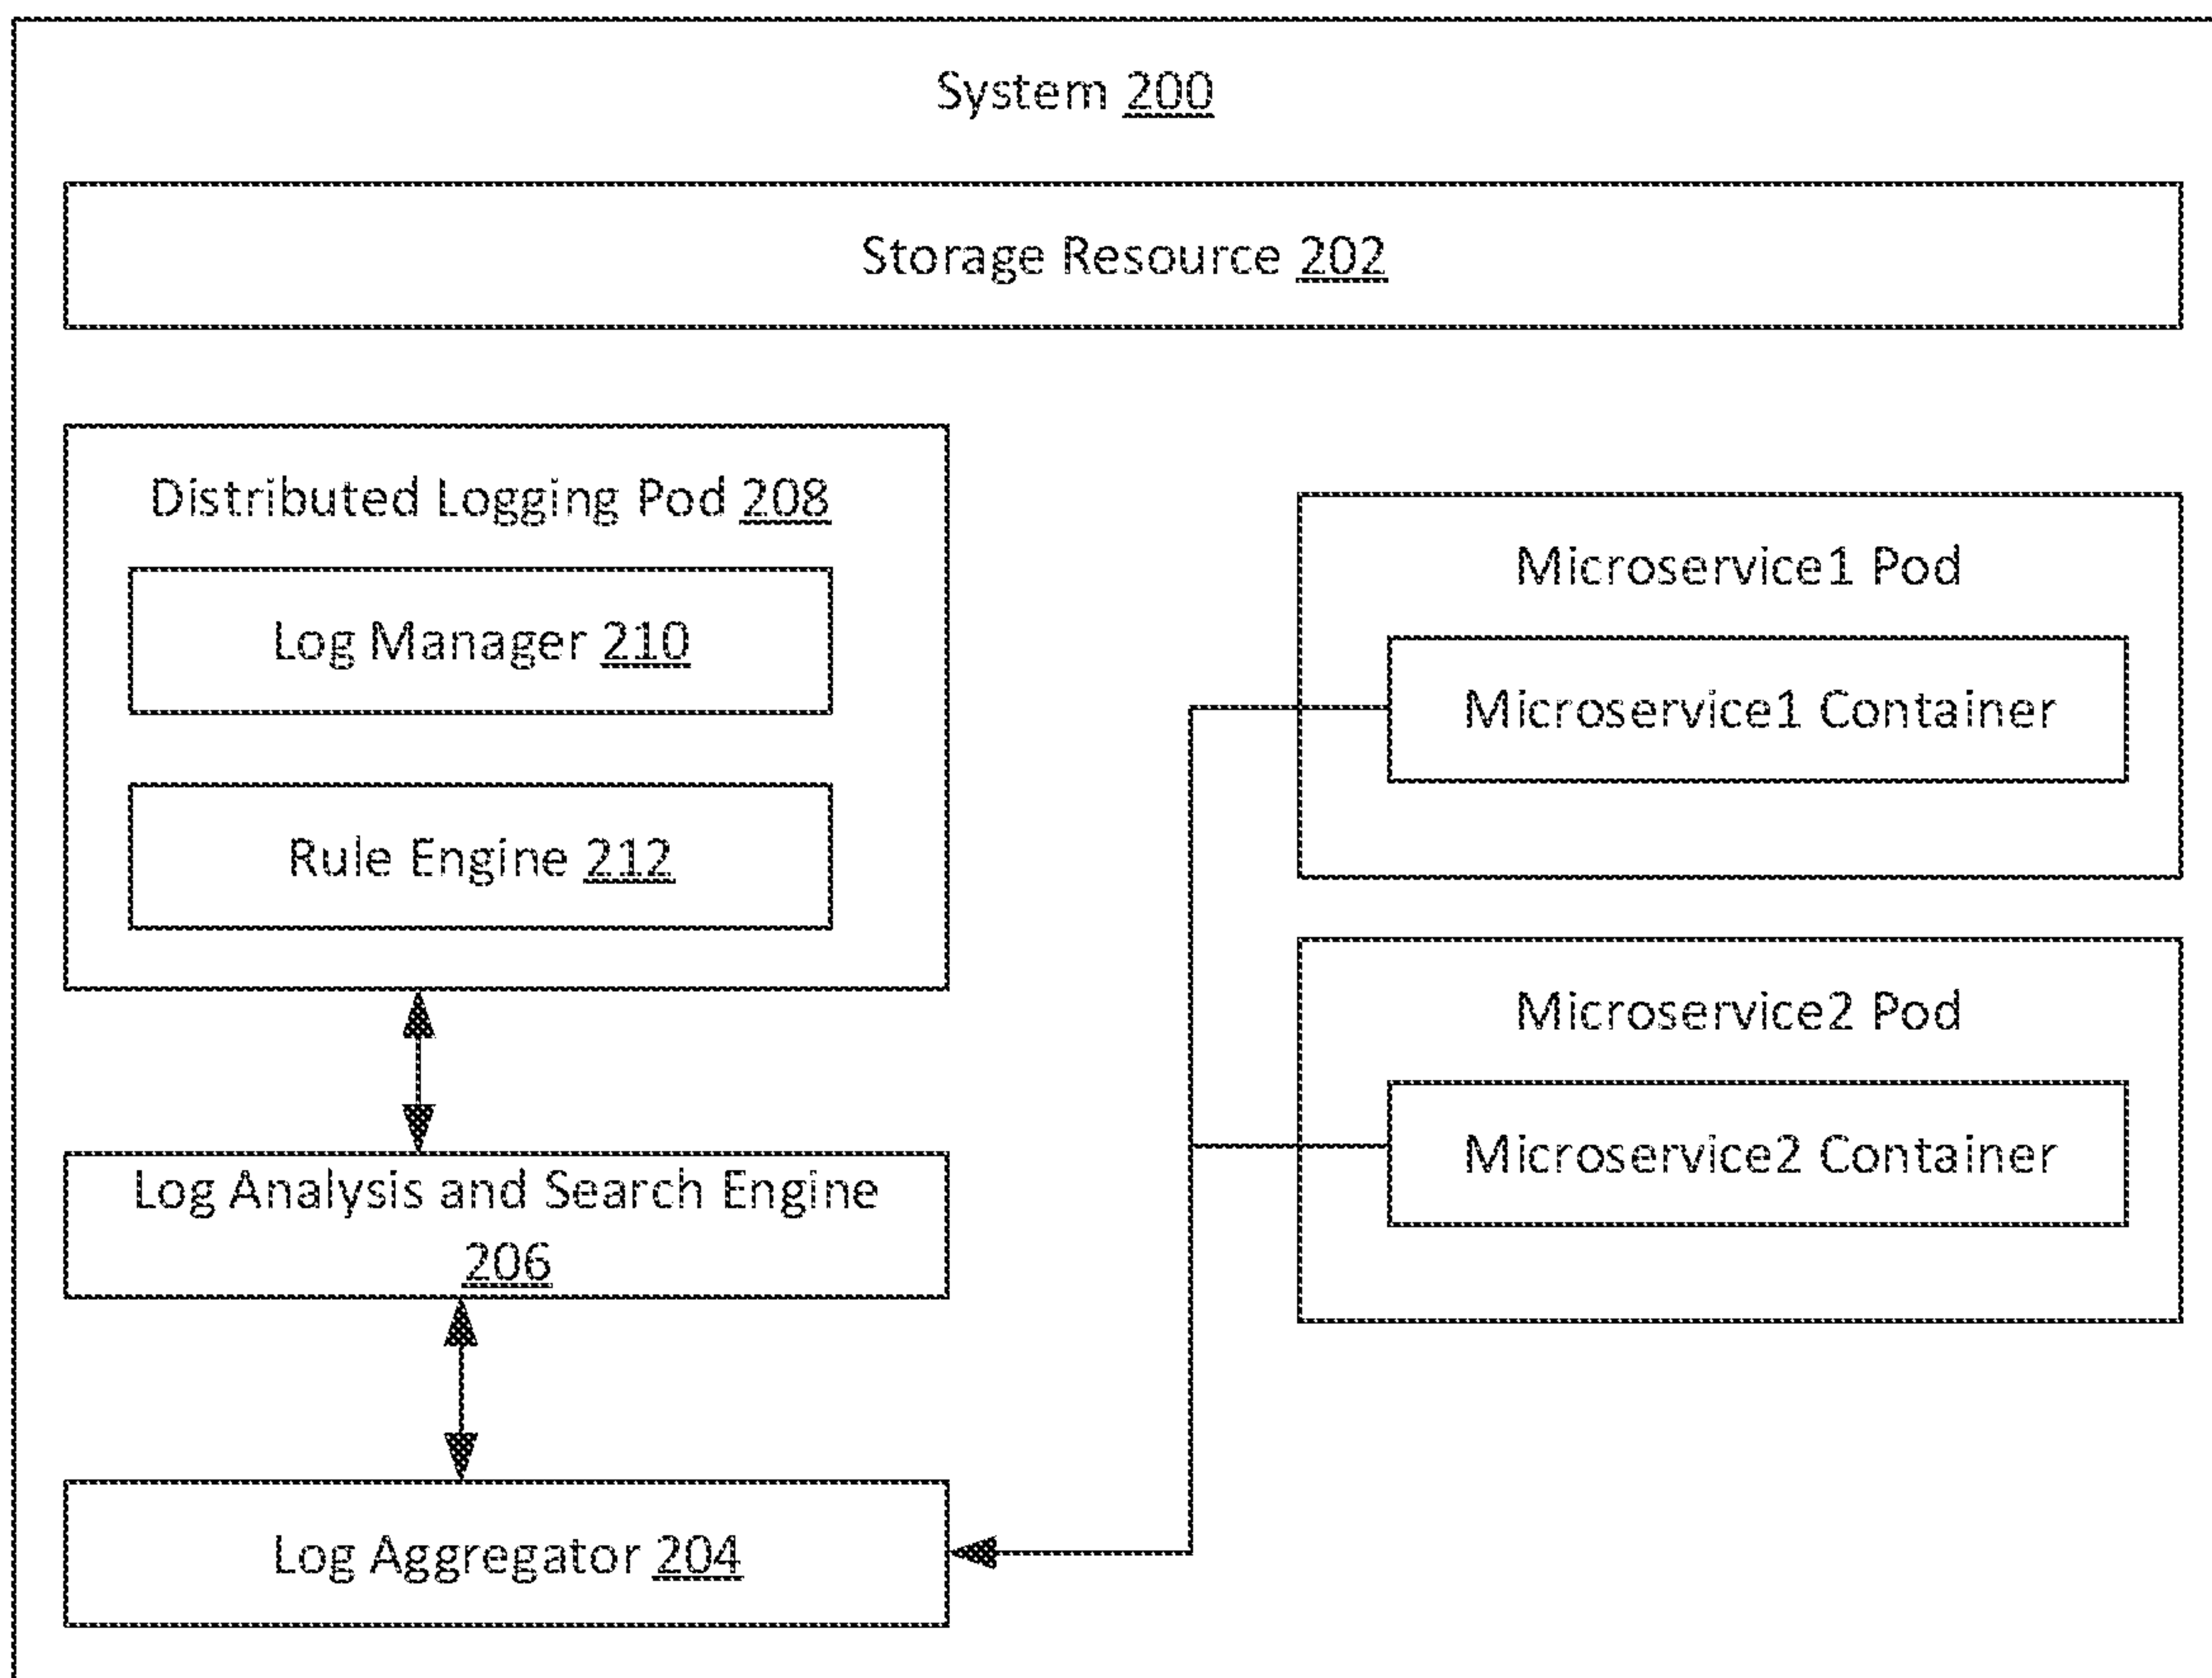 System 200
Storage Resource 202
Distributed Logging Pod 208
Log Manager 210
Rule Engine 212
Log Analysis and Search Engine
206
Log Aggregator 204
Microservice1 Pod
Microservice1 Container
Microservice2 Pod
Microservice2 Container